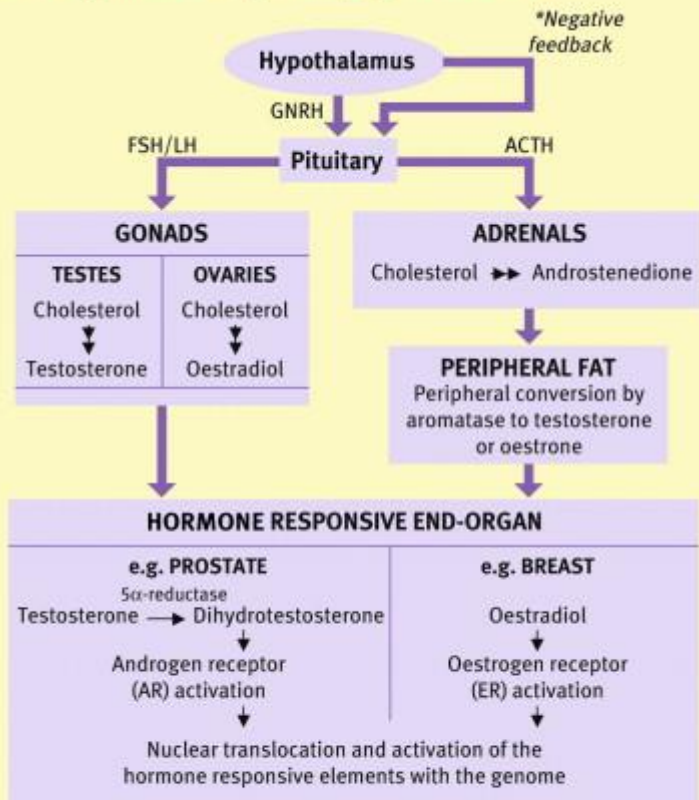 *Negative
feedback
Hypothalamus
GNRH
FSH/LH
Pituitary
ACTH
GONADS
TESTES
Cholesterol
Testosterone
OVARIES
Cholesterol
Oestradiol
ADRENALS
Cholesterol Androstenedione
PERIPHERAL FAT
Peripheral conversion by
aromatase to testosterone
or oestrone
HORMONE RESPONSIVE END-ORGAN
e.g. PROSTATE
5α-reductase
Testosterone → Dihydrotestosterone
Androgen receptor
(AR) activation
e.g. BREAST
Oestradiol
Oestrogen receptor
(ER) activation
Nuclear translocation and activation of the
hormone responsive elements with the genome